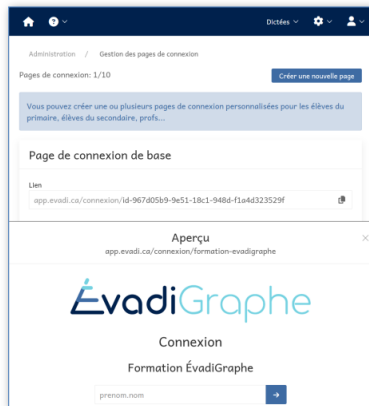 Dictées
Administration / Gestion des pages de connexion
Pages de connexion: 1/10
Créer une nouvelle page
Vous pouvez créer une ou plusieurs pages de connexion personnalisées pour les élèves du
primaire, élèves du secondaire, profs...
Page de connexion de base
Lien
app.evadi.ca/connexion/id-967d05b9-9e51-18c1-948d-f1a4d323529f
Aperçu
app.evadi.ca/connexion/formation-evadigraphe
ÉvadiGraphe
Connexion
Formation ÉvadiGraphe
prenom.nom